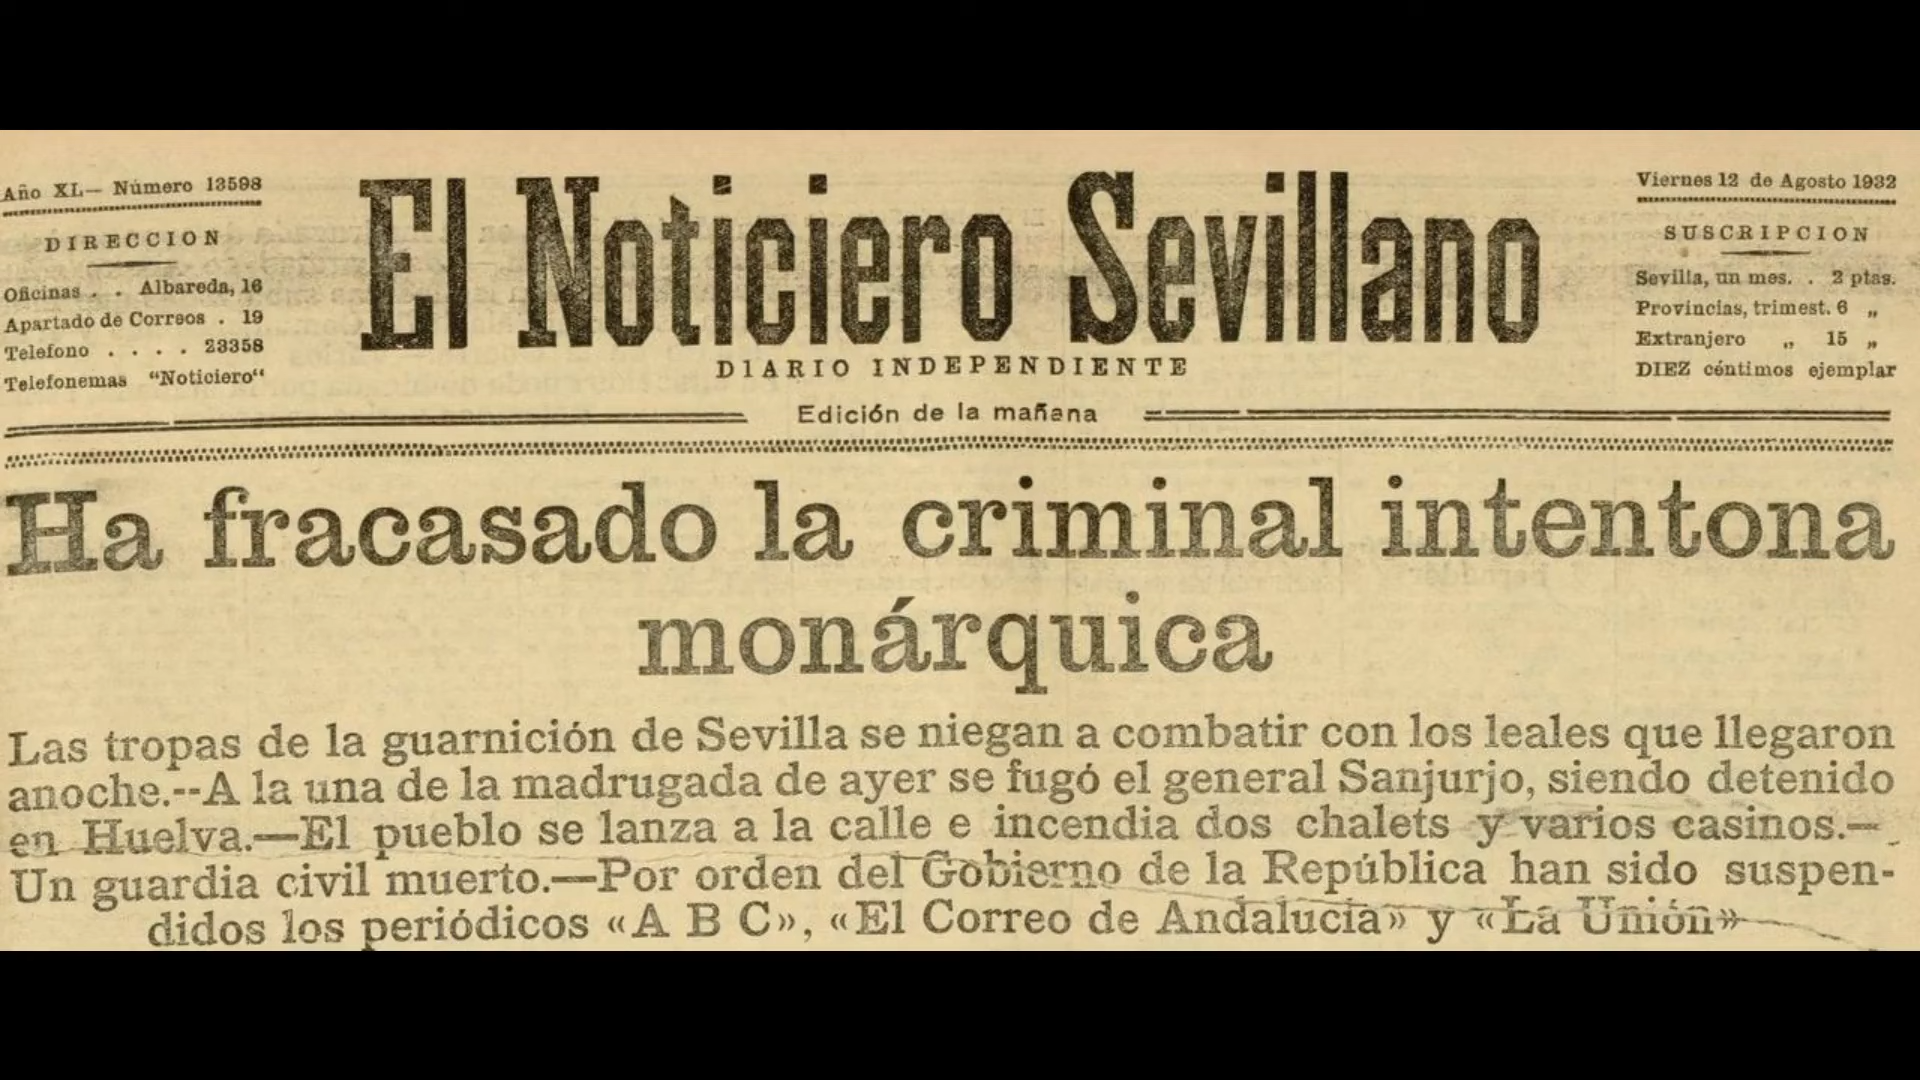 Año XL— Número 13598
DIRECCION
Oficinas . . Albareda, 16
Apartado de Correos . 19
Telefono . . . . 23358
Telefonemas "Noticiero"
El Noticiero Sevillano
DIARIO INDEPENDIENTE
Edición de la mañana
Viernes 12 de Agosto 1932
SUSCRIPCION
Sevilla, un mes. . 2 ptas.
Provincias, trimest. 6 „
Extranjero „ 15 „
DIEZ céntimos ejemplar
Ha fracasado la criminal intentona
monárquica
Las tropas de la guarnición de Sevilla se niegan a combatir con los leales que llegaron
anoche.--A la una de la madrugada de ayer se fugó el general Sanjurjo, siendo detenido
en Huelva.—El pueblo se lanza a la calle e incendia dos chalets y varios casinos.—
Un guardia civil muerto.—Por orden del Gobierno de la República han sido suspen-
didos los periódicos «A B C», «El Correo de Andalucía» y «La Unión»